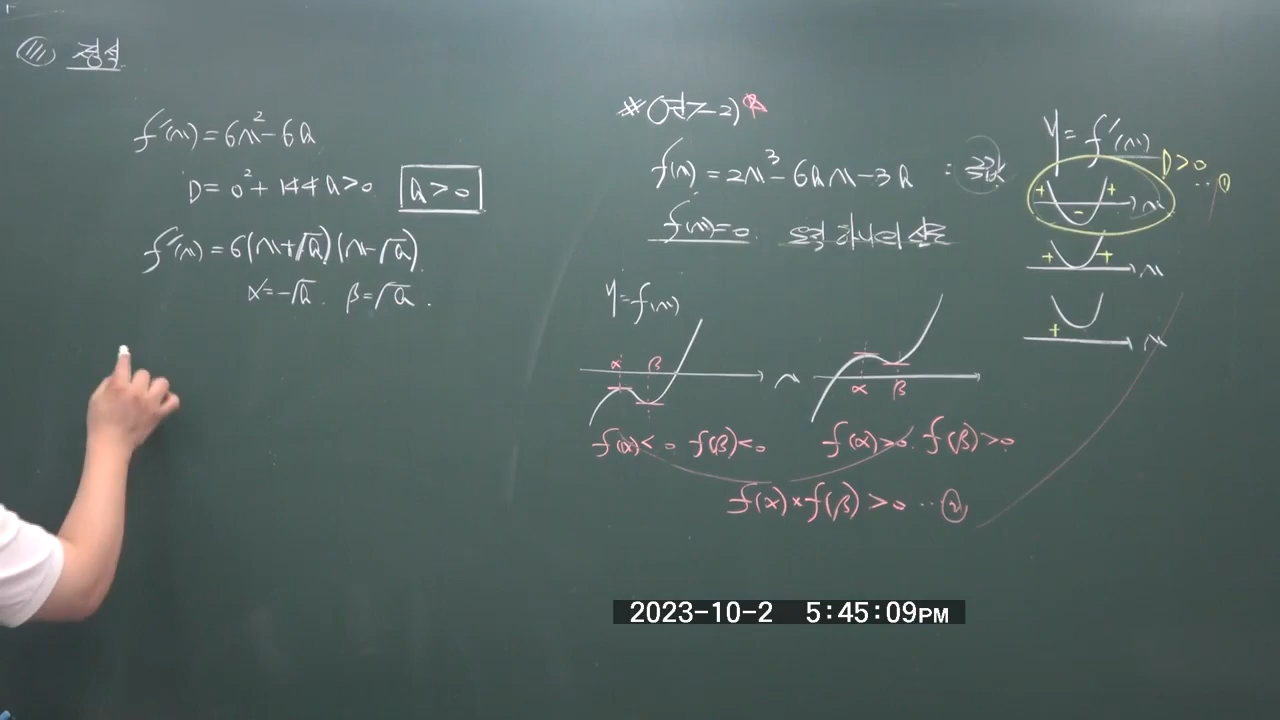 정석
f'(x)=6x²-6a
D=0²+144a>0 a>0
f'(x)=6(x+√a)(x-√a).
α=-√a. β=√a.
f(x)=2x³-6ax-3a
f(x)=0
y=f(x)
α β
x
α β
f(α)<0 f(β)<0
f(α)>0. f(β)>0
f(α)×f(β)>0 ··· ②
y=f'(x)
D>0 ··· ①
+ - + x
+ + x
+ x
2023-10-2 5:45:09PM